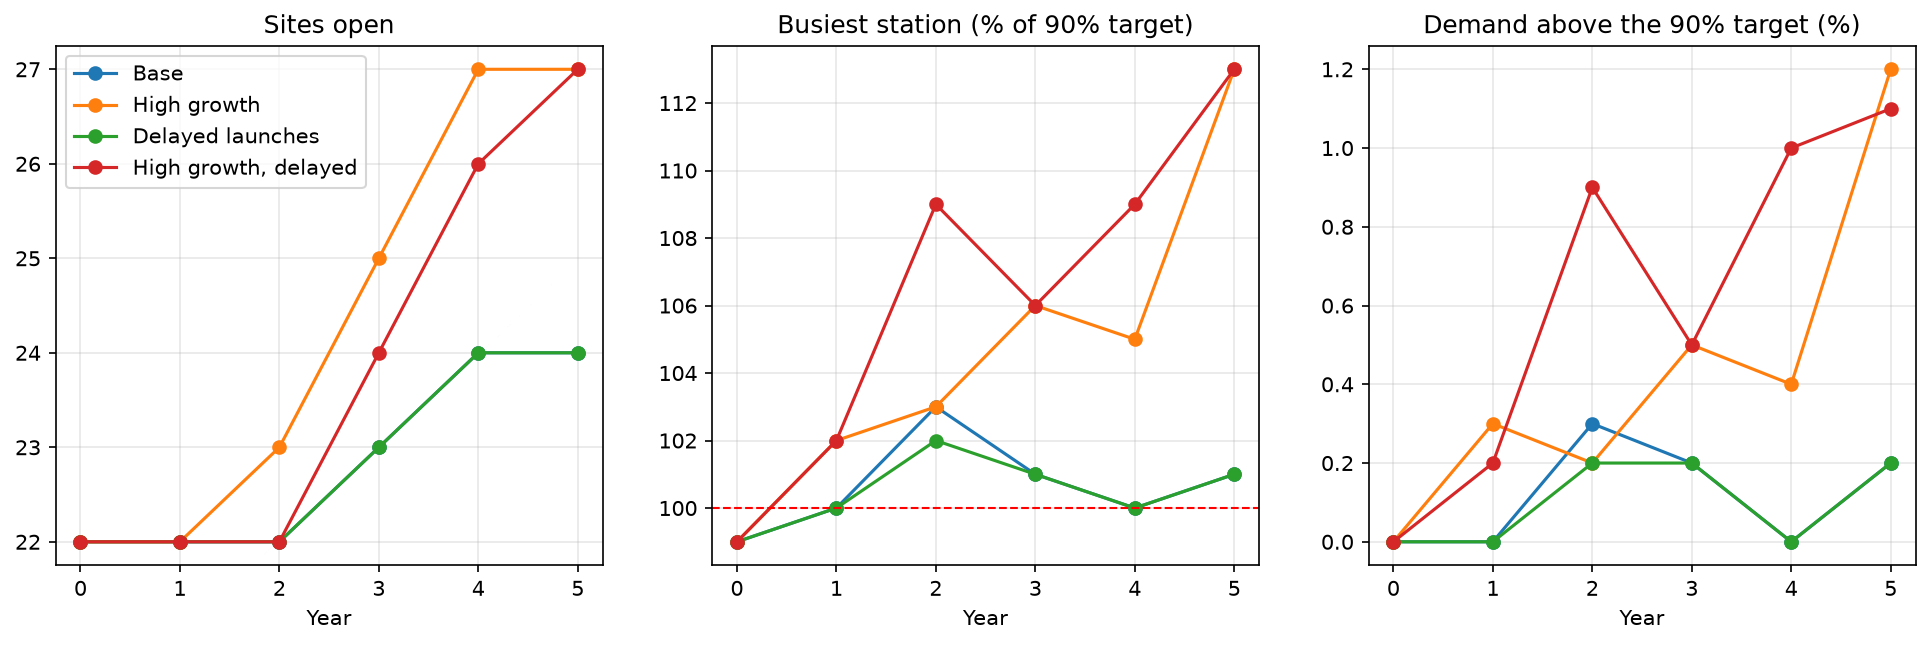 Sites open
27
26
25
24
23
22
0 1 2 3 4 5
Year
Base
High growth
Delayed launches
High growth, delayed
Busiest station (% of 90% target)
112
110
108
106
104
102
100
0 1 2 3 4 5
Year
Demand above the 90% target (%)
1.2
1.0
0.8
0.6
0.4
0.2
0.0
0 1 2 3 4 5
Year